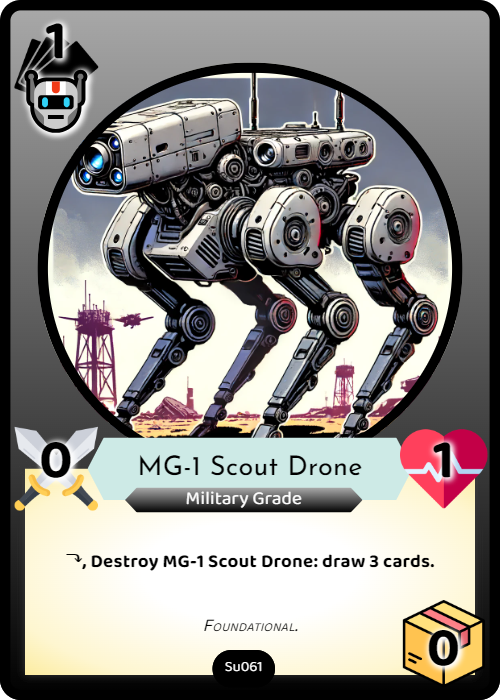 1
0
MG-1 Scout Drone
1
Military Grade
⤵, Destroy MG-1 Scout Drone: draw 3 cards.
Foundational.
0
Su061